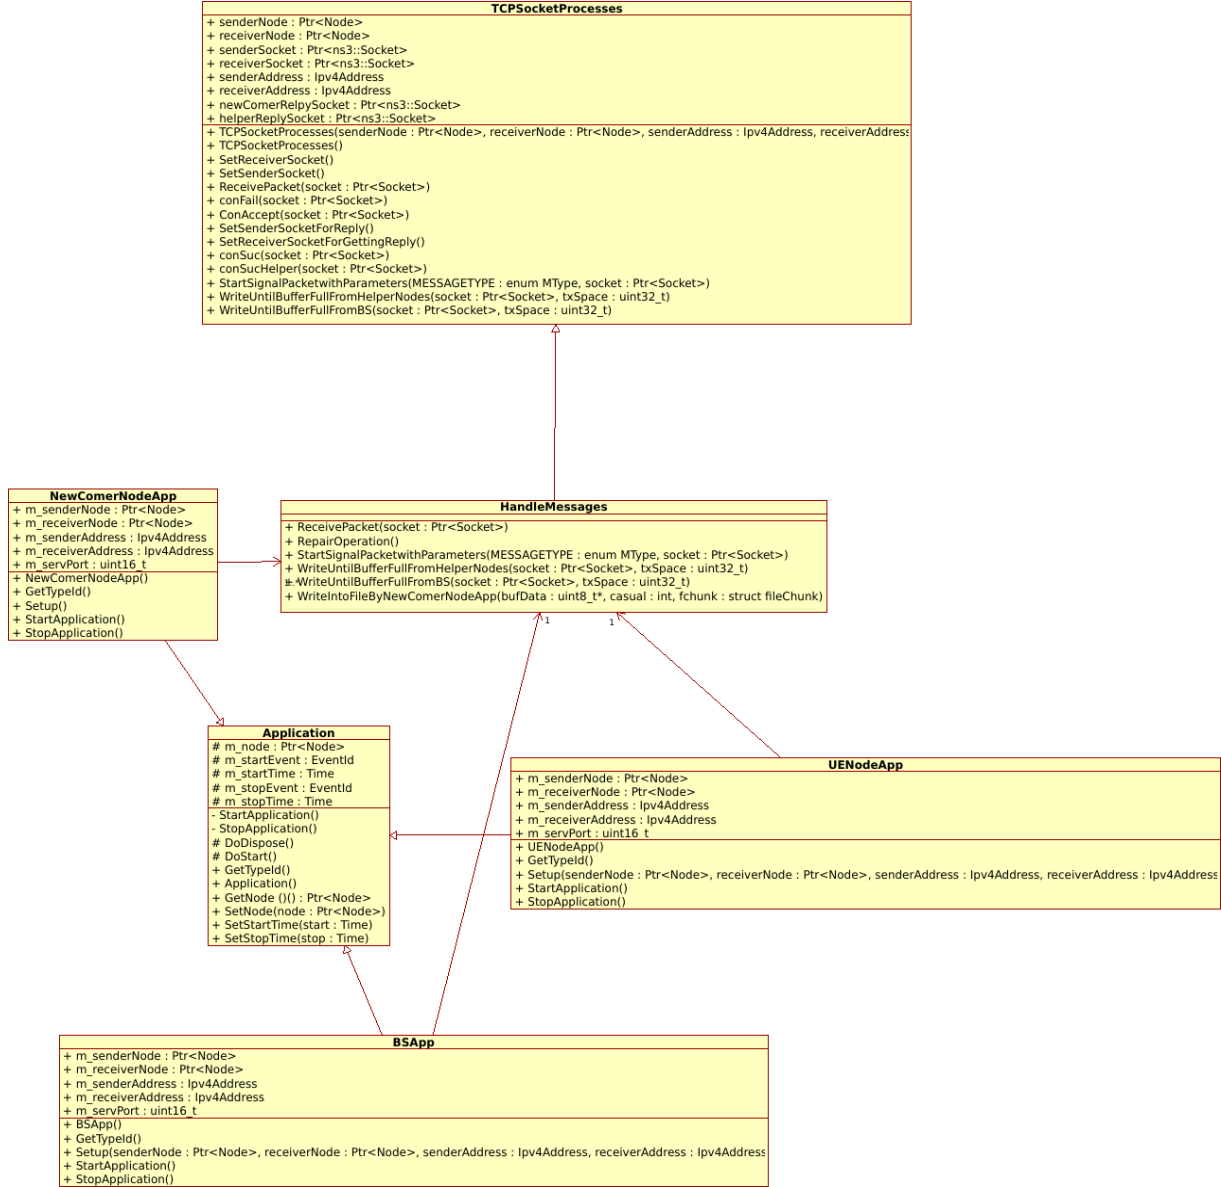 TCPSocketProcesses
+ senderNode : Ptr<Node>
+ receiverNode : Ptr<Node>
+ senderSocket : Ptr<ns3::Socket>
+ receiverSocket : Ptr<ns3::Socket>
+ senderAddress : Ipv4Address
+ receiverAddress : Ipv4Address
+ newComerRelpySocket : Ptr<ns3::Socket>
+ helperReplySocket : Ptr<ns3::Socket>
+ TCPSocketProcesses(senderNode : Ptr<Node>, receiverNode : Ptr<Node>, senderAddress : Ipv4Address, receiverAddress
+ TCPSocketProcesses()
+ SetReceiverSocket()
+ SetSenderSocket()
+ ReceivePacket(socket : Ptr<Socket>)
+ conFail(socket : Ptr<Socket>)
+ ConAccept(socket : Ptr<Socket>)
+ SetSenderSocketForReply()
+ SetReceiverSocketForGettingReply()
+ conSuc(socket : Ptr<Socket>)
+ conSucHelper(socket : Ptr<Socket>)
+ StartSignalPacketwithParameters(MESSAGETYPE : enum MType, socket : Ptr<Socket>)
+ WriteUntilBufferFullFromHelperNodes(socket : Ptr<Socket>, txSpace : uint32_t)
+ WriteUntilBufferFullFromBS(socket : Ptr<Socket>, txSpace : uint32_t)
NewComerNodeApp
+ m_senderNode : Ptr<Node>
+ m_receiverNode : Ptr<Node>
+ m_senderAddress : Ipv4Address
+ m_receiverAddress : Ipv4Address
+ m_servPort : uint16_t
+ NewComerNodeApp()
+ GetTypeId()
+ Setup()
+ StartApplication()
+ StopApplication()
HandleMessages
+ ReceivePacket(socket : Ptr<Socket>)
+ RepairOperation()
+ StartSignalPacketwithParameters(MESSAGETYPE : enum MType, socket : Ptr<Socket>)
+ WriteUntilBufferFullFromHelperNodes(socket : Ptr<Socket>, txSpace : uint32_t)
+ WriteUntilBufferFullFromBS(socket : Ptr<Socket>, txSpace : uint32_t)
+ WriteIntoFileByNewComerNodeApp(bufData : uint8_t*, casual : int, fchunk : struct fileChunk)
1
1
Application
# m_node : Ptr<Node>
# m_startEvent : EventId
# m_startTime : Time
# m_stopEvent : EventId
# m_stopTime : Time
- StartApplication()
- StopApplication()
# DoDispose()
# DoStart()
+ GetTypeId()
+ Application()
+ GetNode ()() : Ptr<Node>
+ SetNode(node : Ptr<Node>)
+ SetStartTime(start : Time)
+ SetStopTime(stop : Time)
UENodeApp
+ m_senderNode : Ptr<Node>
+ m_receiverNode : Ptr<Node>
+ m_senderAddress : Ipv4Address
+ m_receiverAddress : Ipv4Address
+ m_servPort : uint16_t
+ UENodeApp()
+ GetTypeId()
+ Setup(senderNode : Ptr<Node>, receiverNode : Ptr<Node>, senderAddress : Ipv4Address, receiverAddress : Ipv4Address
+ StartApplication()
+ StopApplication()
BSApp
+ m_senderNode : Ptr<Node>
+ m_receiverNode : Ptr<Node>
+ m_senderAddress : Ipv4Address
+ m_receiverAddress : Ipv4Address
+ m_servPort : uint16_t
+ BSApp()
+ GetTypeId()
+ Setup(senderNode : Ptr<Node>, receiverNode : Ptr<Node>, senderAddress : Ipv4Address, receiverAddress : Ipv4Address
+ StartApplication()
+ StopApplication()